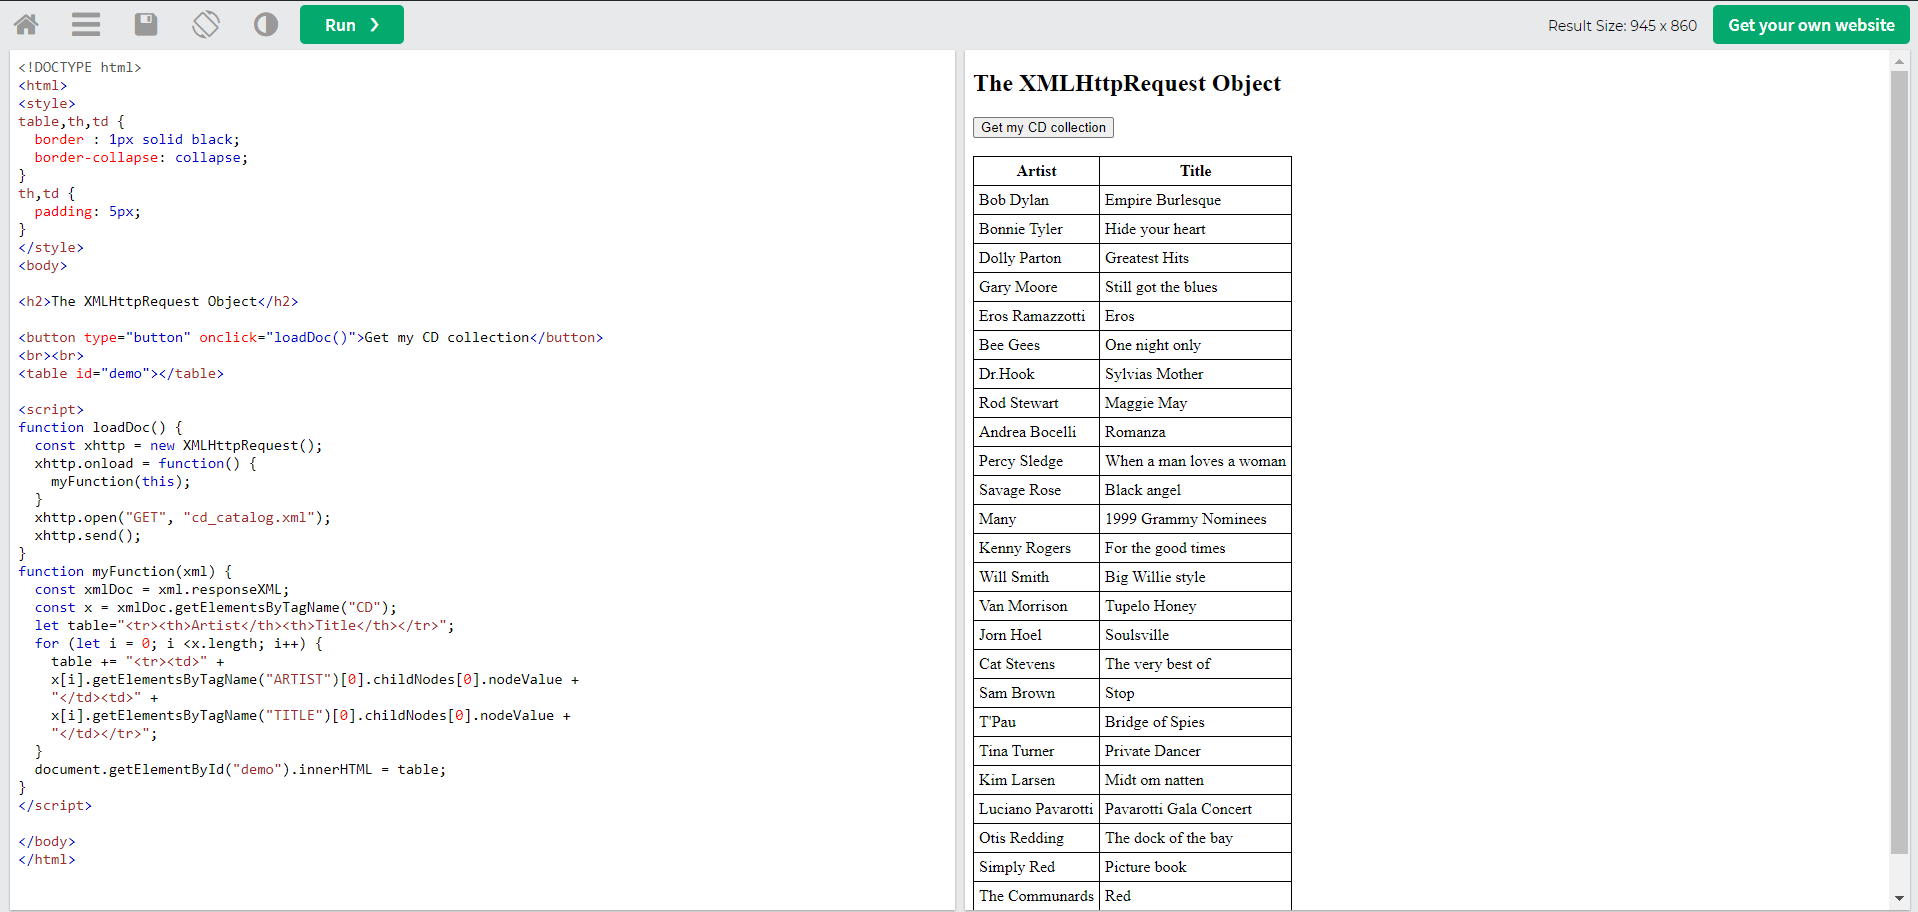 Run ❯
Result Size: 945 x 860
Get your own website
<!DOCTYPE html>
<html>
<style>
table,th,td {
  border : 1px solid black;
  border-collapse: collapse;
}
th,td {
  padding: 5px;
}
</style>
<body>
<h2>The XMLHttpRequest Object</h2>
<button type="button" onclick="loadDoc()">Get my CD collection</button>
<br><br>
<table id="demo"></table>
<script>
function loadDoc() {
  const xhttp = new XMLHttpRequest();
  xhttp.onload = function() {
    myFunction(this);
  }
  xhttp.open("GET", "cd_catalog.xml");
  xhttp.send();
}
function myFunction(xml) {
  const xmlDoc = xml.responseXML;
  const x = xmlDoc.getElementsByTagName("CD");
  let table="<tr><th>Artist</th><th>Title</th></tr>";
  for (let i = 0; i <x.length; i++) {
    table += "<tr><td>" +
    x[i].getElementsByTagName("ARTIST")[0].childNodes[0].nodeValue +
    "</td><td>" +
    x[i].getElementsByTagName("TITLE")[0].childNodes[0].nodeValue +
    "</td></tr>";
  }
  document.getElementById("demo").innerHTML = table;
}
</script>
</body>
</html>
The XMLHttpRequest Object
Get my CD collection
Artist Title
Bob Dylan Empire Burlesque
Bonnie Tyler Hide your heart
Dolly Parton Greatest Hits
Gary Moore Still got the blues
Eros Ramazzotti Eros
Bee Gees One night only
Dr.Hook Sylvias Mother
Rod Stewart Maggie May
Andrea Bocelli Romanza
Percy Sledge When a man loves a woman
Savage Rose Black angel
Many 1999 Grammy Nominees
Kenny Rogers For the good times
Will Smith Big Willie style
Van Morrison Tupelo Honey
Jorn Hoel Soulsville
Cat Stevens The very best of
Sam Brown Stop
T'Pau Bridge of Spies
Tina Turner Private Dancer
Kim Larsen Midt om natten
Luciano Pavarotti Pavarotti Gala Concert
Otis Redding The dock of the bay
Simply Red Picture book
The Communards Red